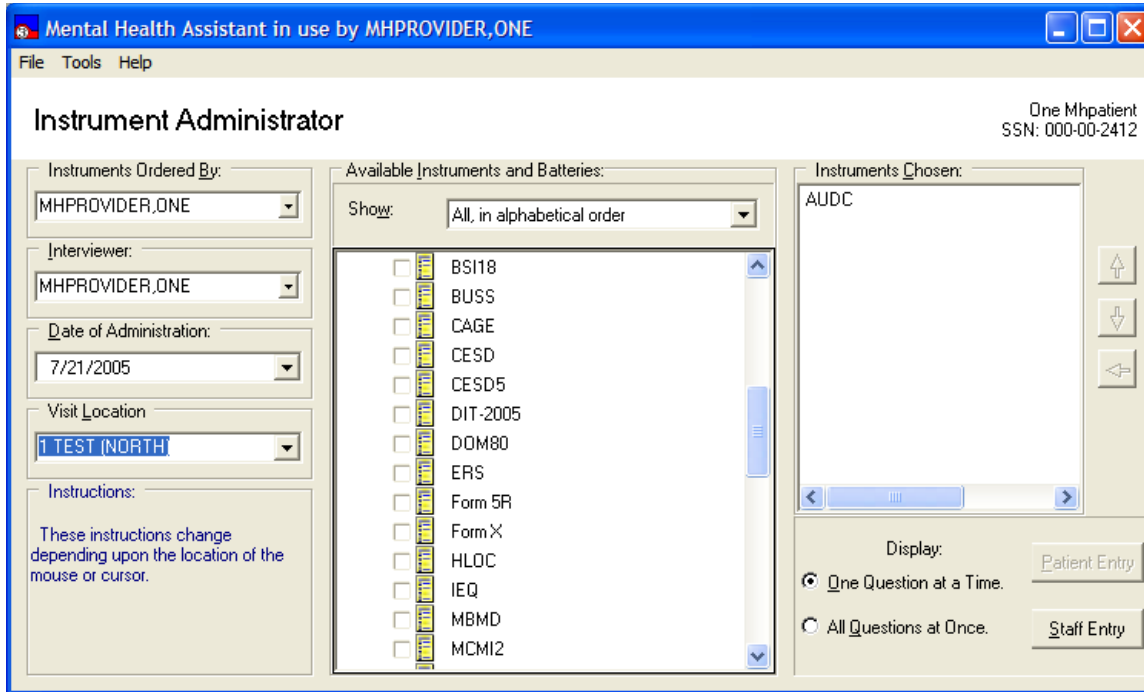 Mental Health Assistant in use by MHPROVIDER,ONE
File Tools Help
Instrument Administrator
One Mhpatient
SSN: 000-00-2412
Instruments Ordered By:
MHPROVIDER,ONE
Interviewer:
MHPROVIDER,ONE
Date of Administration:
7/21/2005
Visit Location
1 TEST (NORTH)
Instructions:
These instructions change
depending upon the location of the
mouse or cursor.
Available Instruments and Batteries:
Show: All, in alphabetical order
BSI18
BUSS
CAGE
CESD
CESD5
DIT-2005
DOM80
ERS
Form 5R
Form X
HLOC
IEQ
MBMD
MCMI2
Instruments Chosen:
AUDC
Display:
One Question at a Time.
All Questions at Once.
Patient Entry
Staff Entry